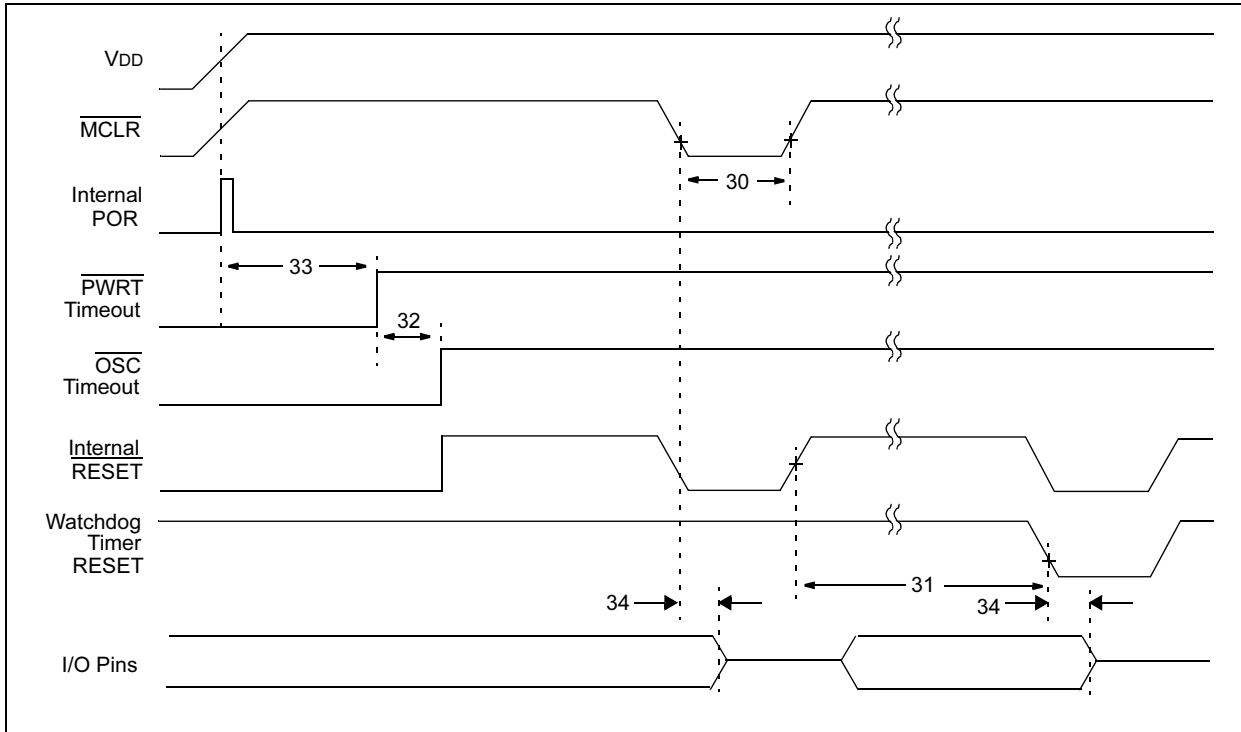 VDD
MCLR
30
Internal
POR
33
PWRT
Timeout
32
OSC
Timeout
Internal
RESET
Watchdog
Timer
RESET
31
34
34
I/O Pins